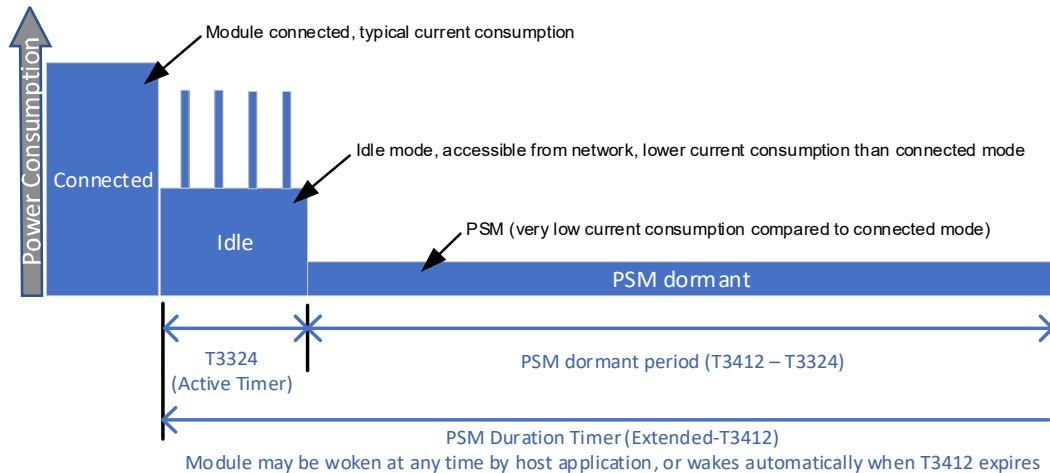 Module connected, typical current consumption
Power Consumption
Connected
Idle mode, accessible from network, lower current consumption than connected mode
Idle
PSM (very low current consumption compared to connected mode)
PSM dormant
T3324
(Active Timer)
PSM dormant period (T3412 – T3324)
PSM Duration Timer (Extended-T3412)
Module may be woken at any time by host application, or wakes automatically when T3412 expires